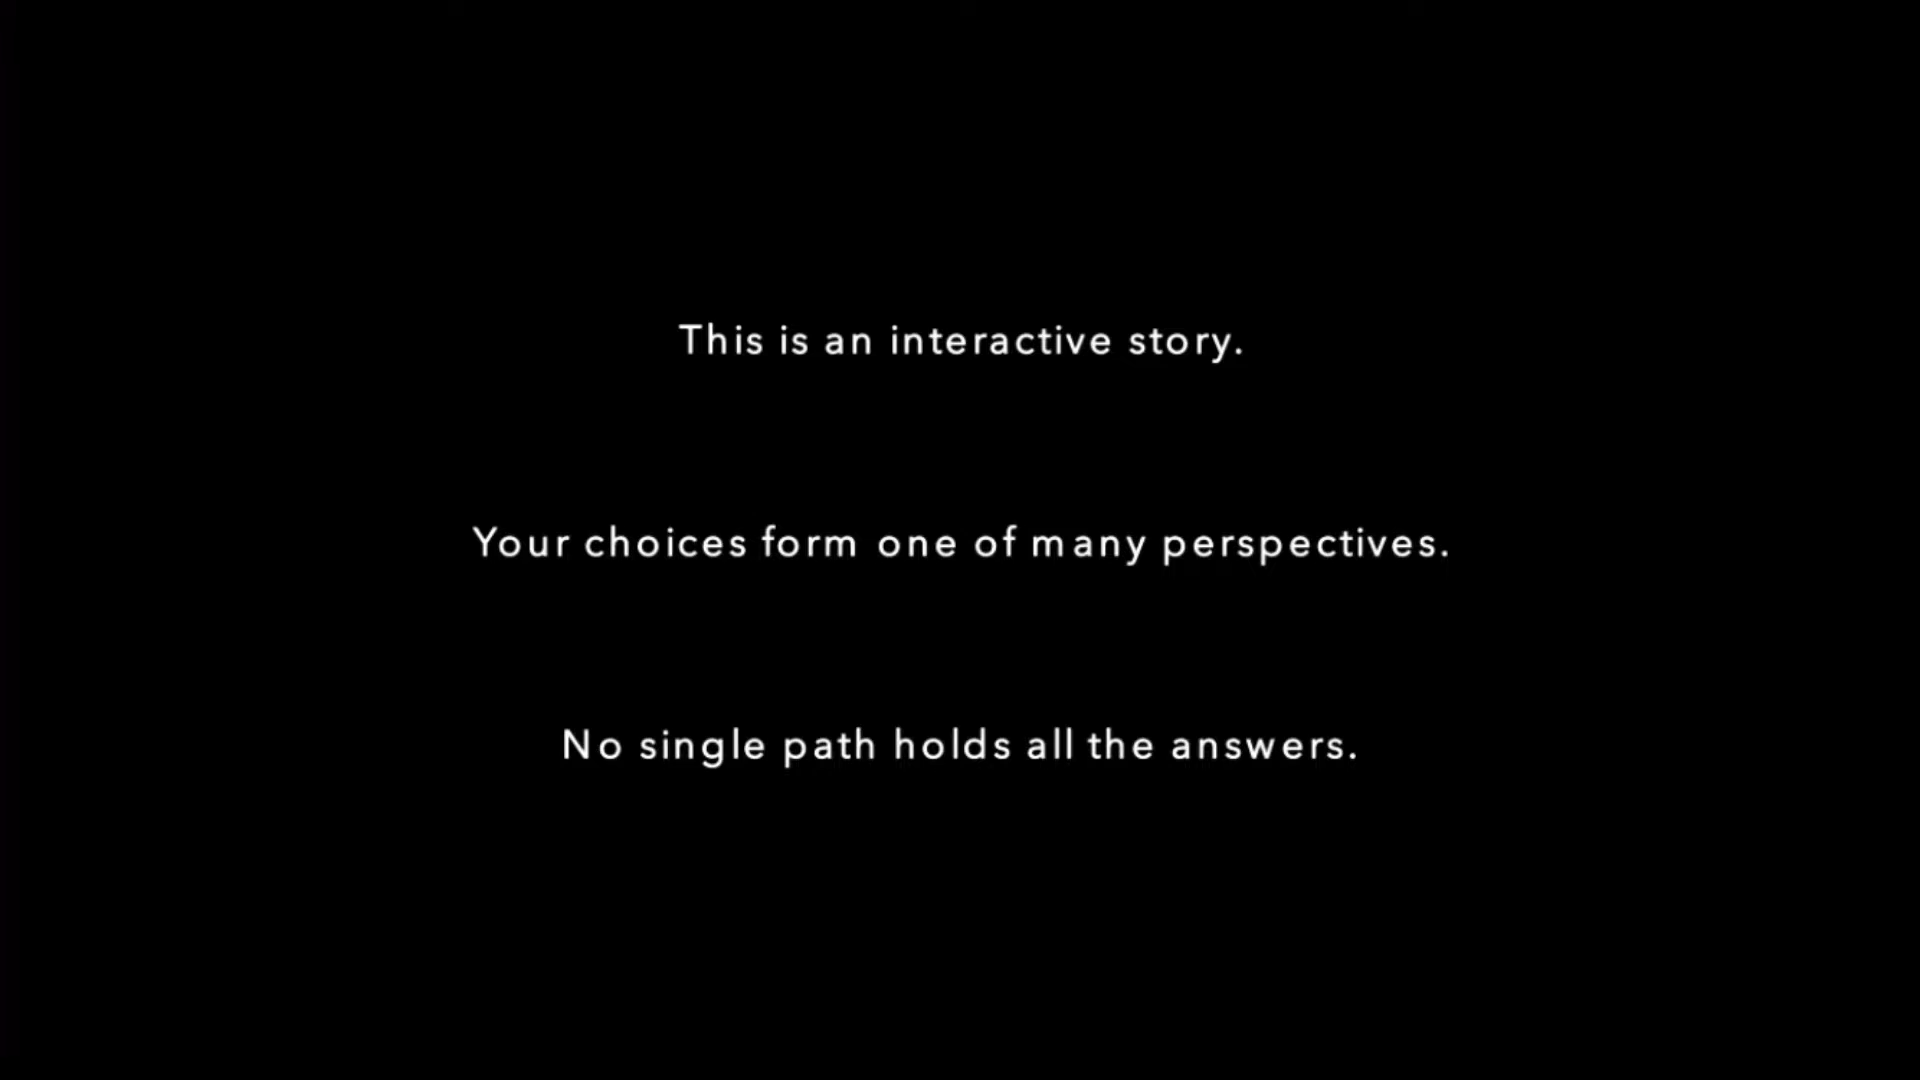 This is an interactive story.
Your choices form one of many perspectives.
No single path holds all the answers.